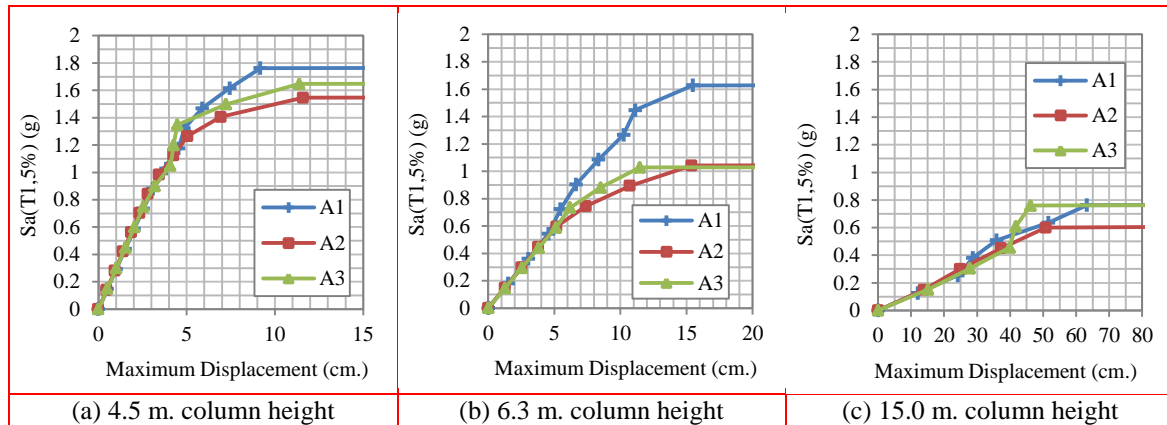 2
1.8
1.6
1.4
1.2
1
0.8
0.6
0.4
0.2
0
Sa(T1,5%) (g)
A1
A2
A3
0 5 10 15
Maximum Displacement (cm.)
(a) 4.5 m. column height
2
1.8
1.6
1.4
1.2
1
0.8
0.6
0.4
0.2
0
Sa(T1,5%) (g)
A1
A2
A3
0 5 10 15 20
Maximum Displacement (cm.)
(b) 6.3 m. column height
2
1.8
1.6
1.4
1.2
1
0.8
0.6
0.4
0.2
0
Sa(T1,5%) (g)
A1
A2
A3
0 10 20 30 40 50 60 70 80
Maximum Displacement (cm.)
(c) 15.0 m. column height